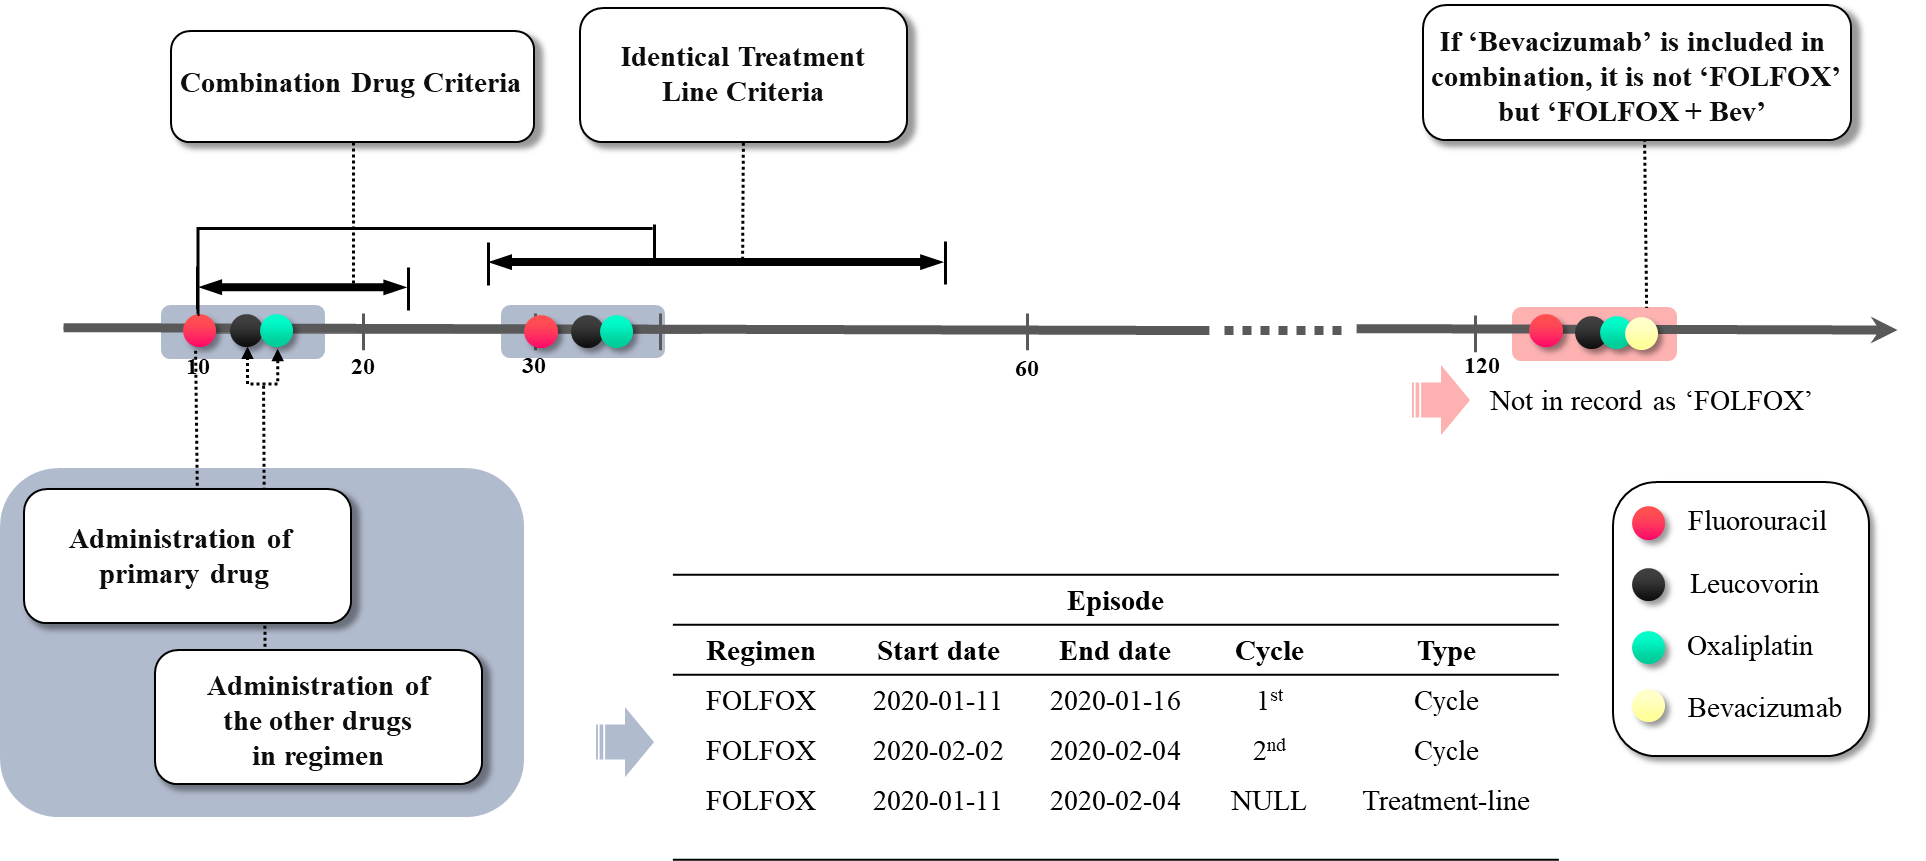 Combination Drug Criteria
Identical Treatment
Line Criteria
If ‘Bevacizumab’ is included in
combination, it is not ‘FOLFOX’
but ‘FOLFOX + Bev’
10
20
30
60
120
Not in record as ‘FOLFOX’
Administration of
primary drug
Administration of
the other drugs
in regimen
Episode
Regimen Start date End date Cycle Type
FOLFOX 2020-01-11 2020-01-16 1st Cycle
FOLFOX 2020-02-02 2020-02-04 2nd Cycle
FOLFOX 2020-01-11 2020-02-04 NULL Treatment-line
Fluorouracil
Leucovorin
Oxaliplatin
Bevacizumab